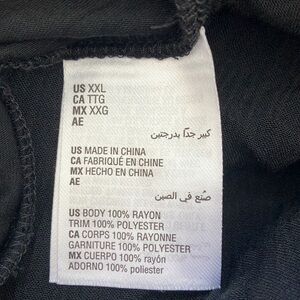 US XXL
CA TTG
MX XXG
AE
كبير جدًا بدرجتين
US MADE IN CHINA
CA FABRIQUÉ EN CHINE
MX HECHO EN CHINA
AE
صُنع في الصين
US BODY 100% RAYON
TRIM 100% POLYESTER
CA CORPS 100% RAYONNE
GARNITURE 100% POLYESTER
MX CUERPO 100% rayón
ADORNO 100% poliester